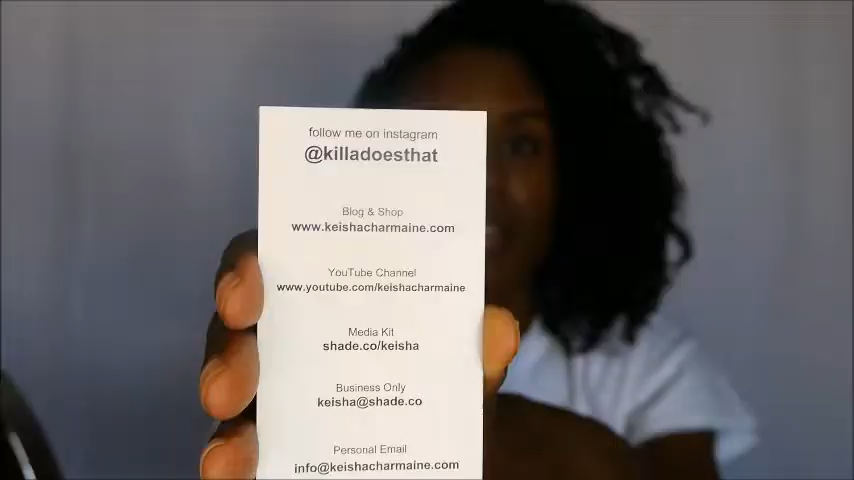 follow me on instagram
@killadoesthat
Blog & Shop
www.keishacharmaine.com
YouTube Channel
www.youtube.com/keishacharmaine
Media Kit
shade.co/keisha
Business Only
keisha@shade.co
Personal Email
info@keishacharmaine.com